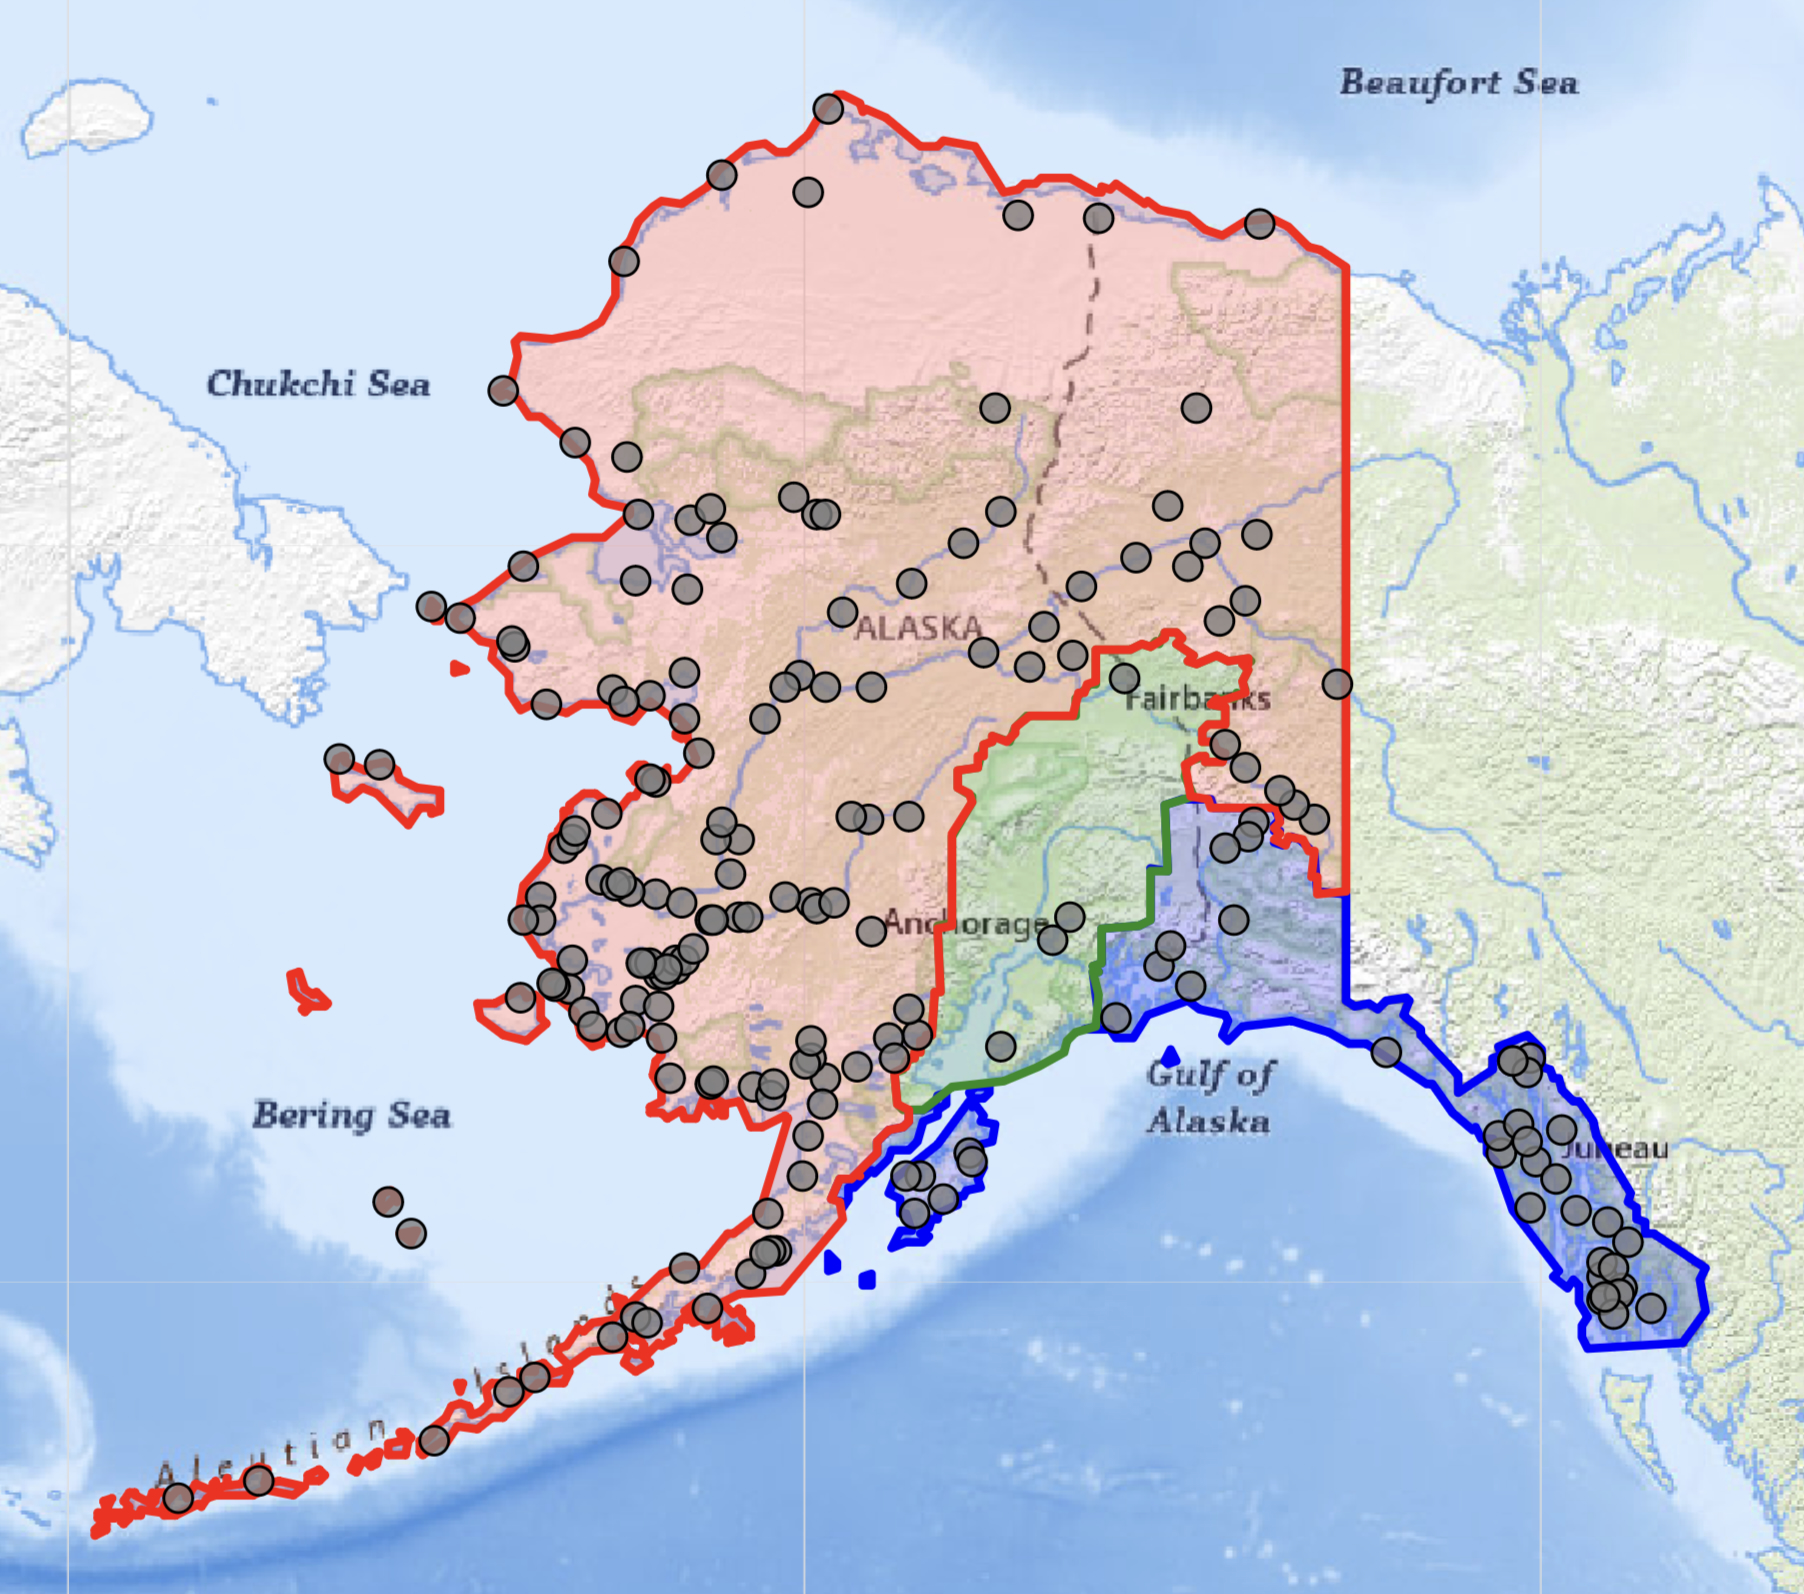 Beaufort Sea
Chukchi Sea
ALASKA
Fairbanks
Anchorage
Gulf of
Alaska
Bering Sea
Juneau
Aleutian Islands